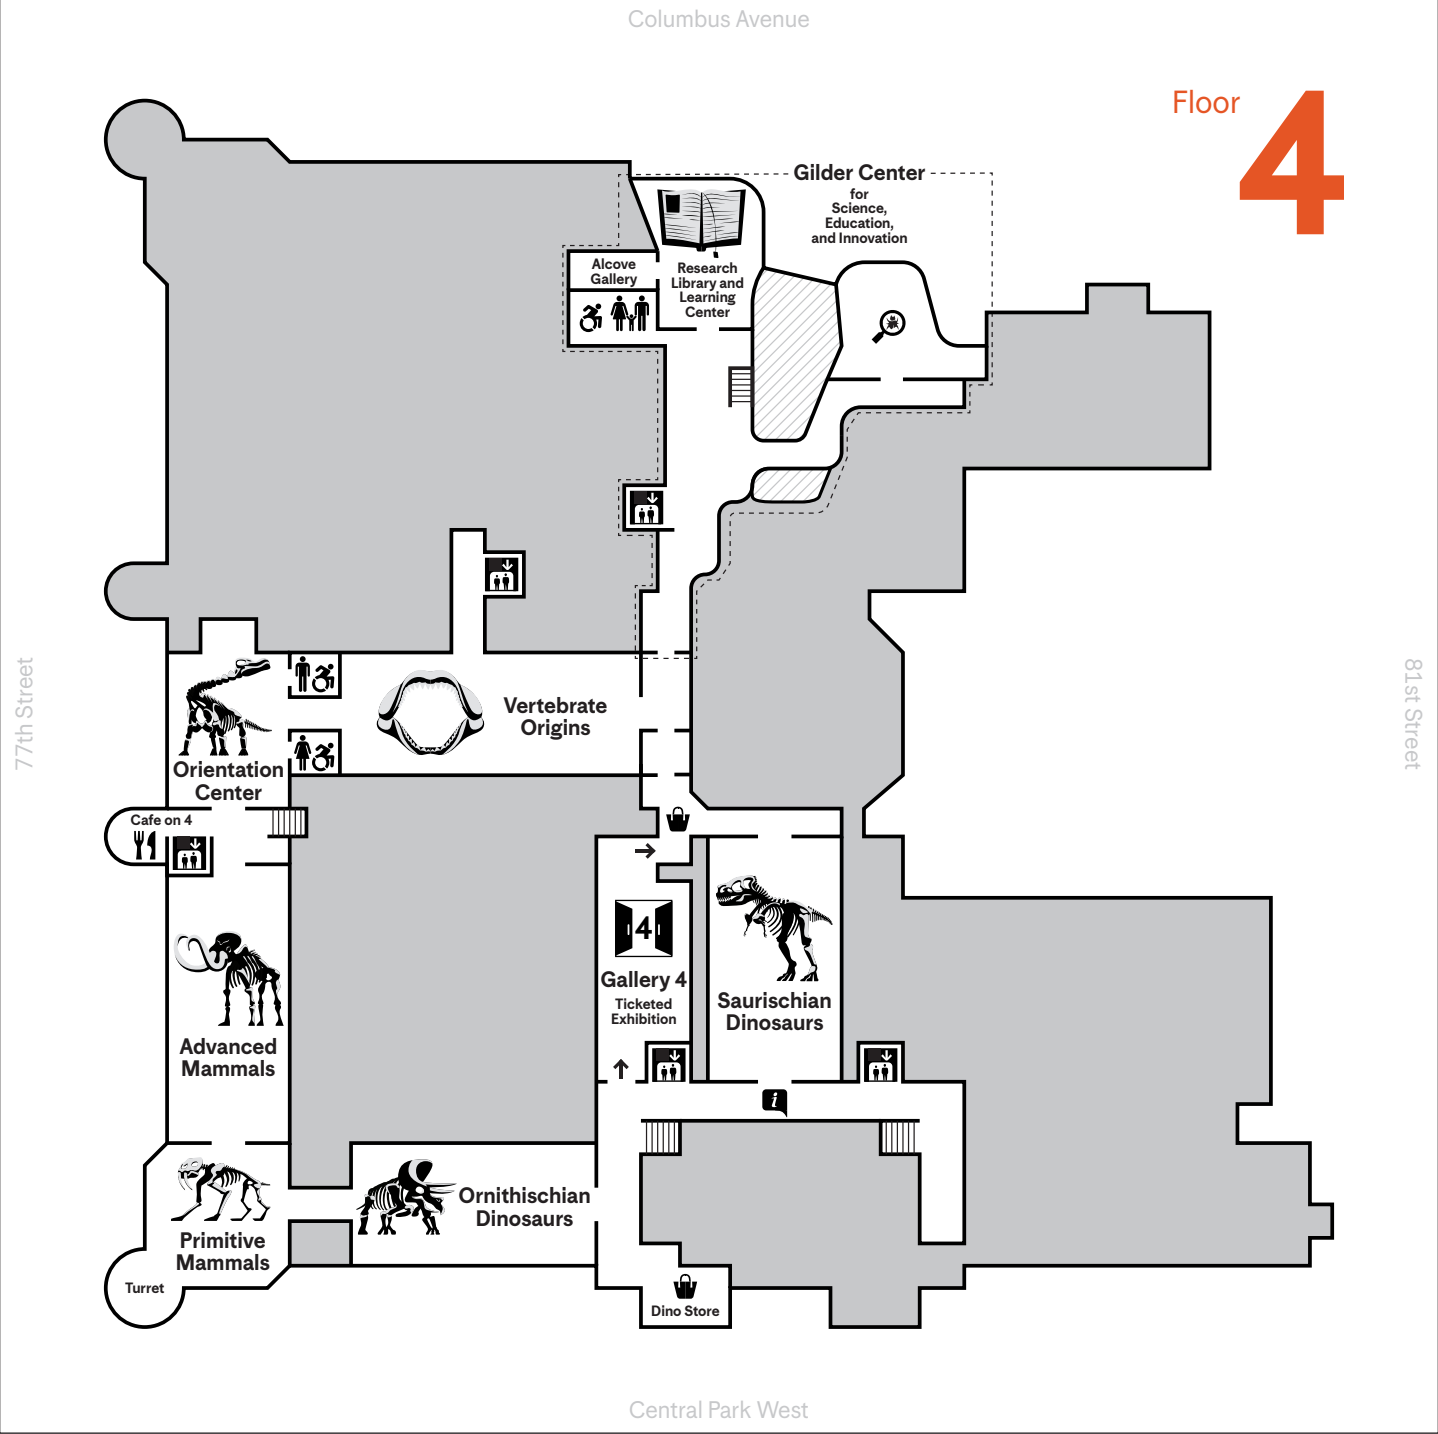 Columbus Avenue
Floor
4
Gilder Center
for
Science,
Education,
and Innovation
Alcove
Gallery
Research
Library and
Learning
Center
77th Street
81st Street
Vertebrate
Origins
Orientation
Center
Cafe on 4
4
Gallery 4
Ticketed
Exhibition
Saurischian
Dinosaurs
Advanced
Mammals
i
Ornithischian
Dinosaurs
Primitive
Mammals
Turret
Dino Store
Central Park West